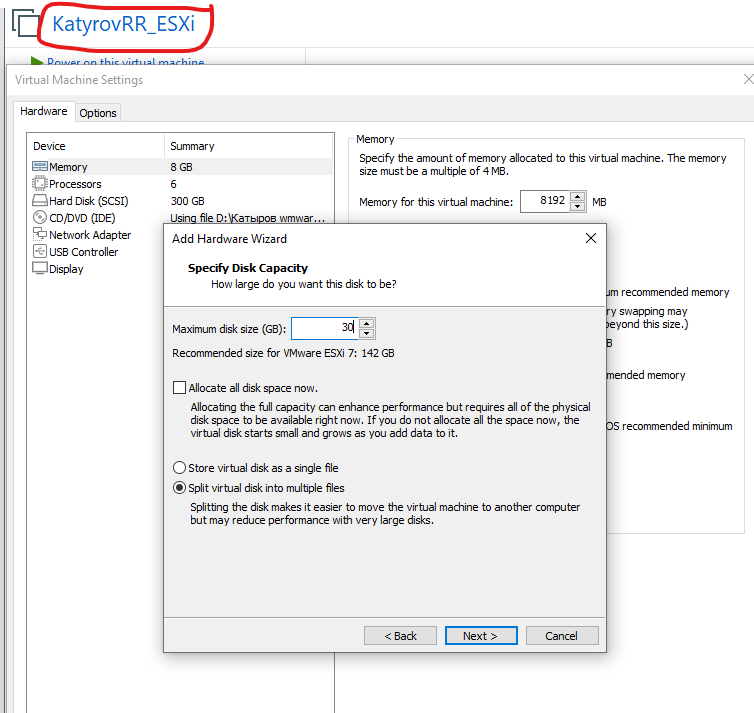 KatyrovRR_ESXi
Power on this virtual machine
Virtual Machine Settings
Hardware
Options
Device
Summary
Memory
8 GB
Processors
6
Hard Disk (SCSI)
300 GB
CD/DVD (IDE)
Using file D:\Катыров wmwar...
Network Adapter
USB Controller
Display
Memory
Specify the amount of memory allocated to this virtual machine. The memory
size must be a multiple of 4 MB.
Memory for this virtual machine:
8192
MB
recommended memory
swapping may
beyond this size.)
memory
OS recommended minimum
Add Hardware Wizard
Specify Disk Capacity
How large do you want this disk to be?
Maximum disk size (GB):
30
Recommended size for VMware ESXi 7: 142 GB
Allocate all disk space now.
Allocating the full capacity can enhance performance but requires all of the physical
disk space to be available right now. If you do not allocate all the space now, the
virtual disk starts small and grows as you add data to it.
Store virtual disk as a single file
Split virtual disk into multiple files
Splitting the disk makes it easier to move the virtual machine to another computer
but may reduce performance with very large disks.
< Back
Next >
Cancel